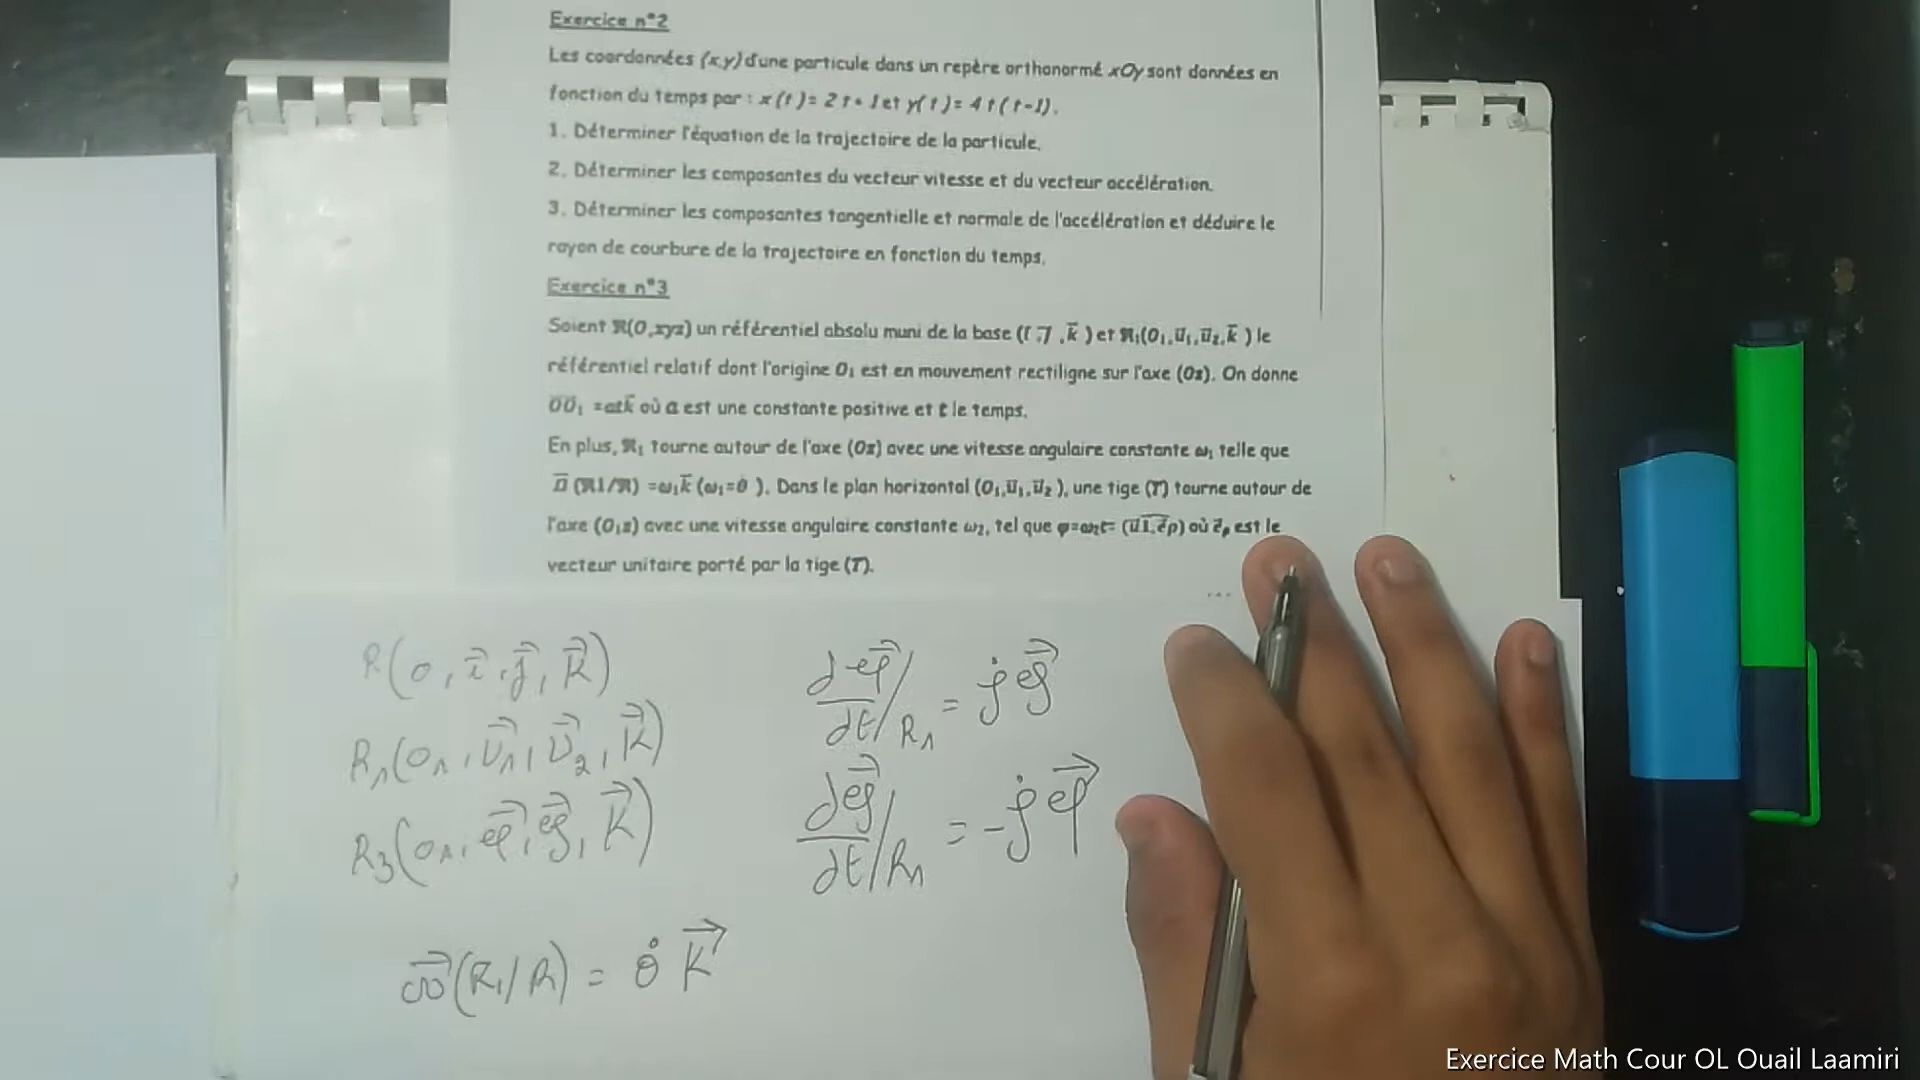 Exercice n°2
Les coordonnées (x,y) d'une particule dans un repère orthonormé xOy sont données en
fonction du temps par : x(t)= 2 t+ 1 et y(t)= 4 t(t-1).
1. Déterminer l'équation de la trajectoire de la particule.
2. Déterminer les composantes du vecteur vitesse et du vecteur accélération.
3. Déterminer les composantes tangentielle et normale de l'accélération et déduire le
rayon de courbure de la trajectoire en fonction du temps.
Exercice n°3
Soient ℜ(O,xyz) un référentiel absolu muni de la base (i⃗, j⃗, k⃗) et ℜ₁(O₁,u⃗₁,u⃗₂,k⃗) le
référentiel relatif dont l'origine O₁ est en mouvement rectiligne sur l'axe (Oz). On donne
OO₁ =atk⃗ où a est une constante positive et t le temps.
En plus, ℜ₁ tourne autour de l'axe (Oz) avec une vitesse angulaire constante ω₁ telle que
Ω⃗ (ℜ1/ℜ) =ω₁k⃗ (ω₁=θ̇). Dans le plan horizontal (O₁,u⃗₁,u⃗₂), une tige (T) tourne autour de
l'axe (O₁z) avec une vitesse angulaire constante ω₂, tel que φ=ω₂t= (u⃗1,e⃗ρ) où e⃗ρ est le
vecteur unitaire porté par la tige (T).
R(o, i⃗, j⃗, k⃗)
R₁(o₁, U⃗₁, U⃗₂, k⃗)
R₃(o₁, e⃗ρ, e⃗φ, k⃗)
ω⃗(R₁/R) = θ̇ k⃗
de⃗ρ/dt /R₁ = φ̇ e⃗φ
de⃗φ/dt /R₁ = -φ̇ e⃗ρ
Exercice Math Cour OL Ouail Laamiri